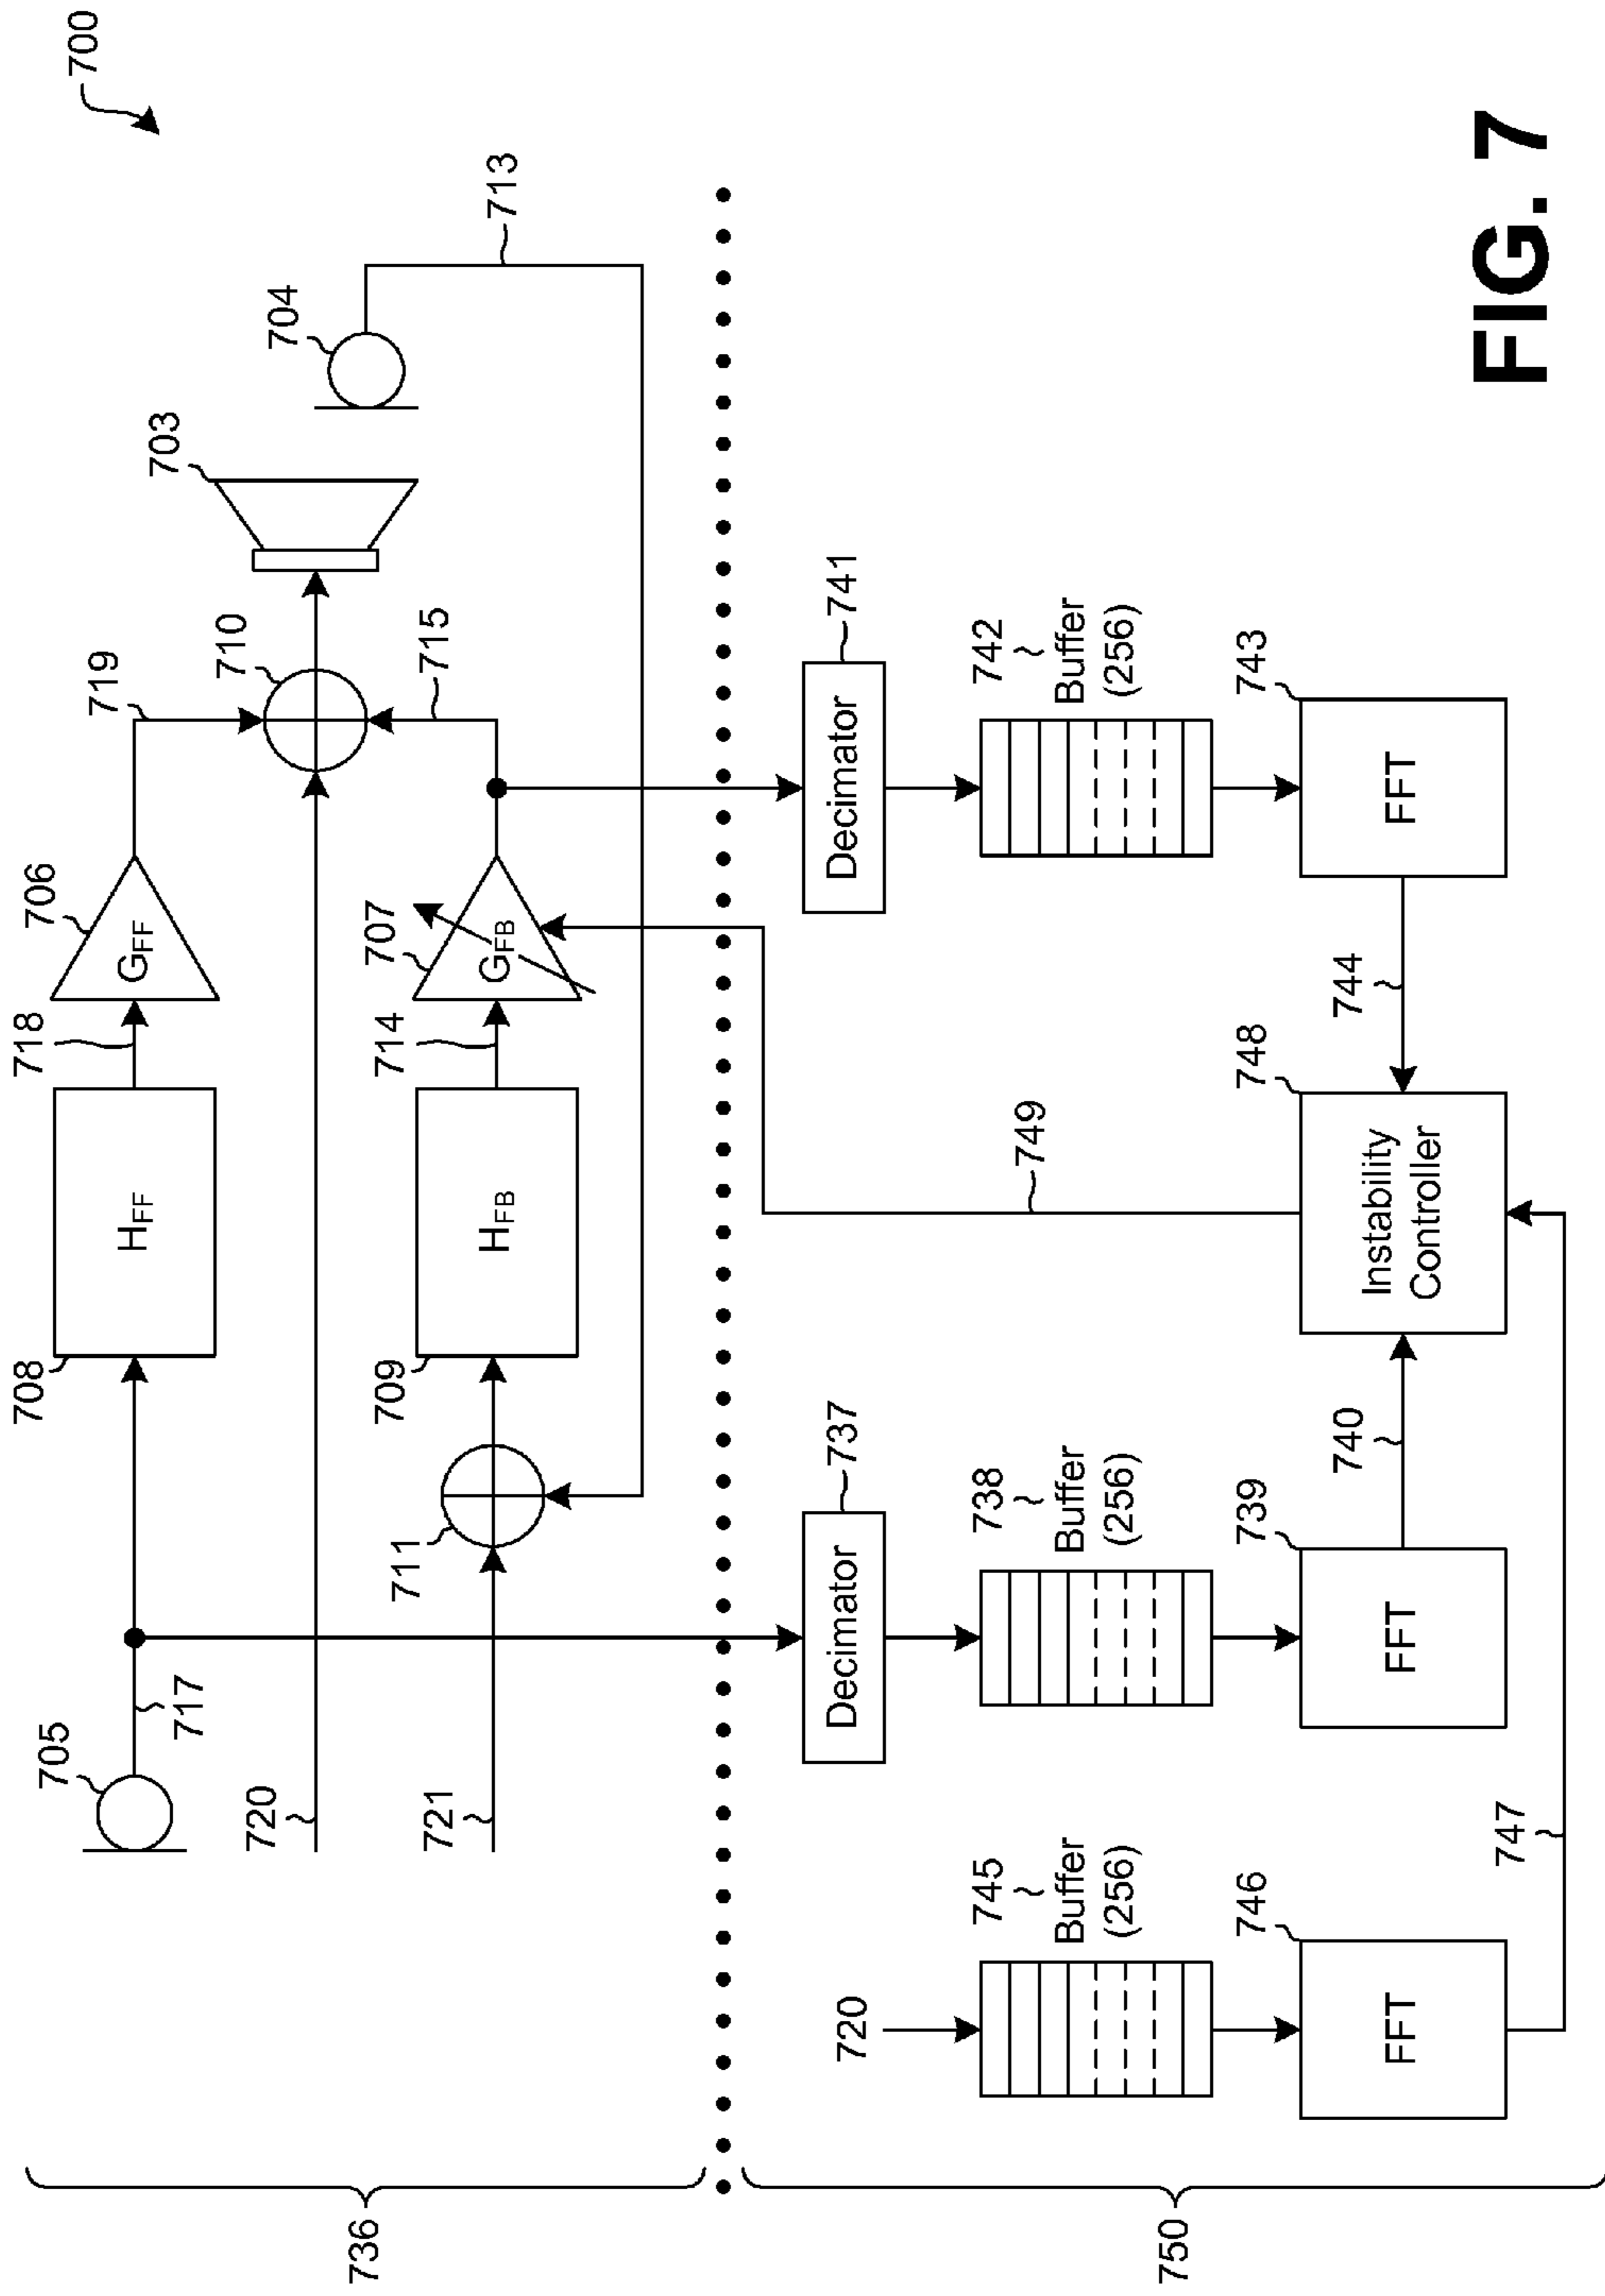 700
705
717
708
HFF
718
706
GFF
719
720
710
703
704
713
721
711
709
HFB
714
707
GFB
715
736
720
745
Buffer
(256)
746
FFT
747
737
Decimator
738
Buffer
(256)
739
FFT
740
748
Instability
Controller
749
744
741
Decimator
742
Buffer
(256)
743
FFT
750
FIG. 7